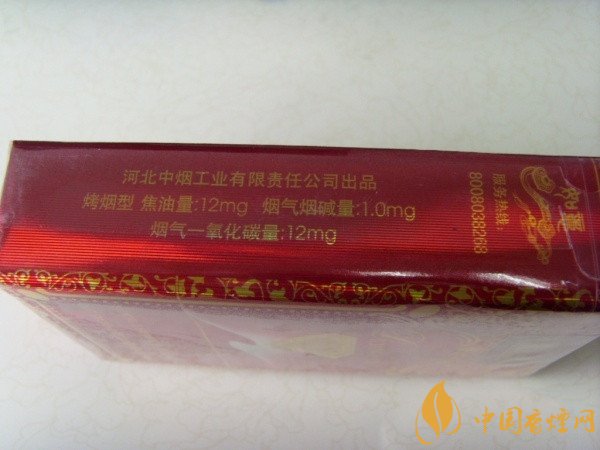 河北中烟工业有限责任公司出品
烤烟型 焦油量:12mg 烟气烟碱量:1.0mg
烟气一氧化碳量:12mg
服务热线:
8008038268
中国香烟网